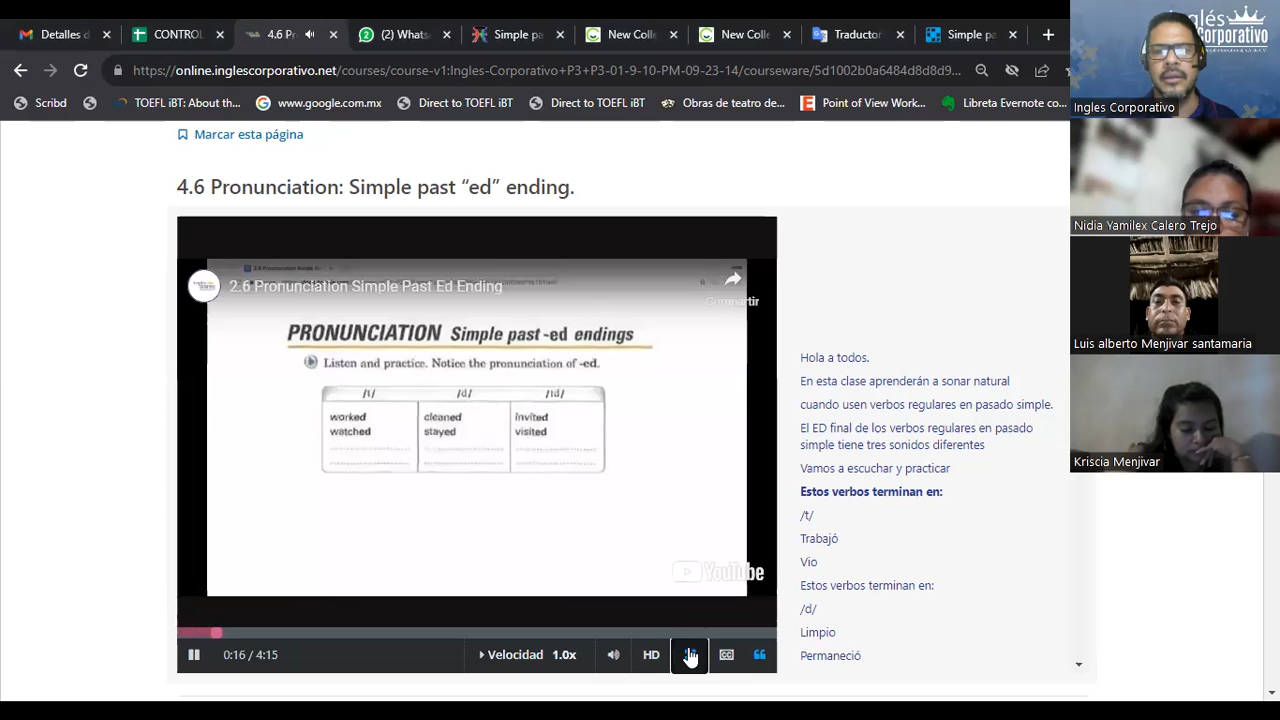 Detalles d
CONTROL
4.6 Pr
(2) Whats
Simple pa
New Colle
New Colle
Traductor
Simple pa
https://online.inglescorporativo.net/courses/course-v1:Ingles-Corporativo+P3+P3-01-9-10-PM-09-23-14/courseware/5d1002b0a6484d8d8d9...
Scribd
TOEFL iBT: About th...
www.google.com.mx
Direct to TOEFL iBT
Direct to TOEFL iBT
Obras de teatro de...
Point of View Work...
Libreta Evernote co...
Inglés
Corporativo
Ingles Corporativo
Nidia Yamilex Calero Trejo
Luis alberto Menjivar santamaria
Kriscia Menjivar
Marcar esta página
4.6 Pronunciation: Simple past “ed” ending.
2.6 Pronunciation Simple Past Ed Ending
Compartir
PRONUNCIATION Simple past -ed endings
Listen and practice. Notice the pronunciation of -ed.
/t/ /d/ /ɪd/
worked cleaned invited
watched stayed visited
YouTube
0:16 / 4:15
Velocidad 1.0x
HD
Hola a todos.
En esta clase aprenderán a sonar natural
cuando usen verbos regulares en pasado simple.
El ED final de los verbos regulares en pasado
simple tiene tres sonidos diferentes
Vamos a escuchar y practicar
Estos verbos terminan en:
/t/
Trabajó
Vio
Estos verbos terminan en:
/d/
Limpio
Permaneció